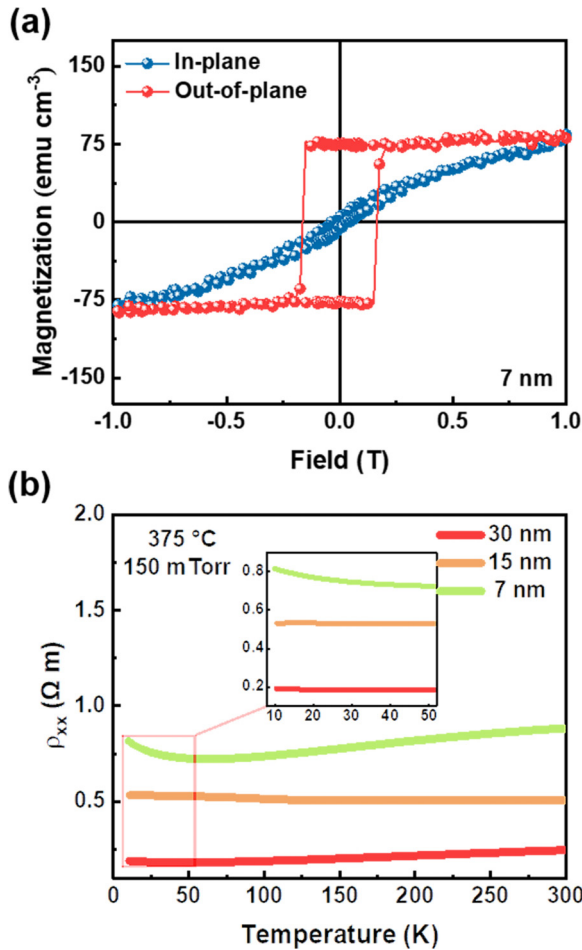 (a)
150
75
0
-75
-150
Magnetization (emu cm⁻³)
In-plane
Out-of-plane
7 nm
-1.0 -0.5 0.0 0.5 1.0
Field (T)
(b)
2.0
1.5
1.0
0.5
0.0
ρxx (Ω m)
375 °C
150 m Torr
30 nm
15 nm
7 nm
0.8
0.6
0.4
0.2
10 20 30 40 50
0 50 100 150 200 250 300
Temperature (K)